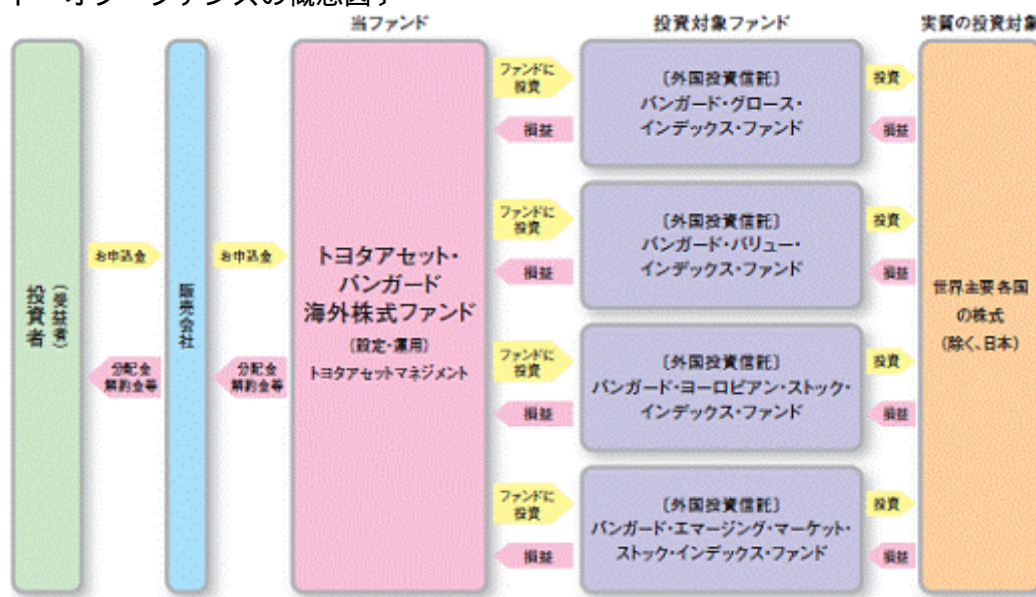 当ファンド
投資対象ファンド
実質の投資対象
投資者
(受益者)
お申込金
分配金
解約金等
販売会社
お申込金
分配金
解約金等
トヨタアセット・
バンガード
海外株式ファンド
(設定・運用)
トヨタアセットマネジメント
ファンドに
投資
損益
〔外国投資信託〕
バンガード・グロース・
インデックス・ファンド
投資
損益
ファンドに
投資
損益
〔外国投資信託〕
バンガード・バリュー・
インデックス・ファンド
投資
損益
ファンドに
投資
損益
〔外国投資信託〕
バンガード・ヨーロピアン・ストック・
インデックス・ファンド
投資
損益
ファンドに
投資
損益
〔外国投資信託〕
バンガード・エマージング・マーケット・
ストック・インデックス・ファンド
投資
損益
世界主要各国
の株式
(除く、日本)